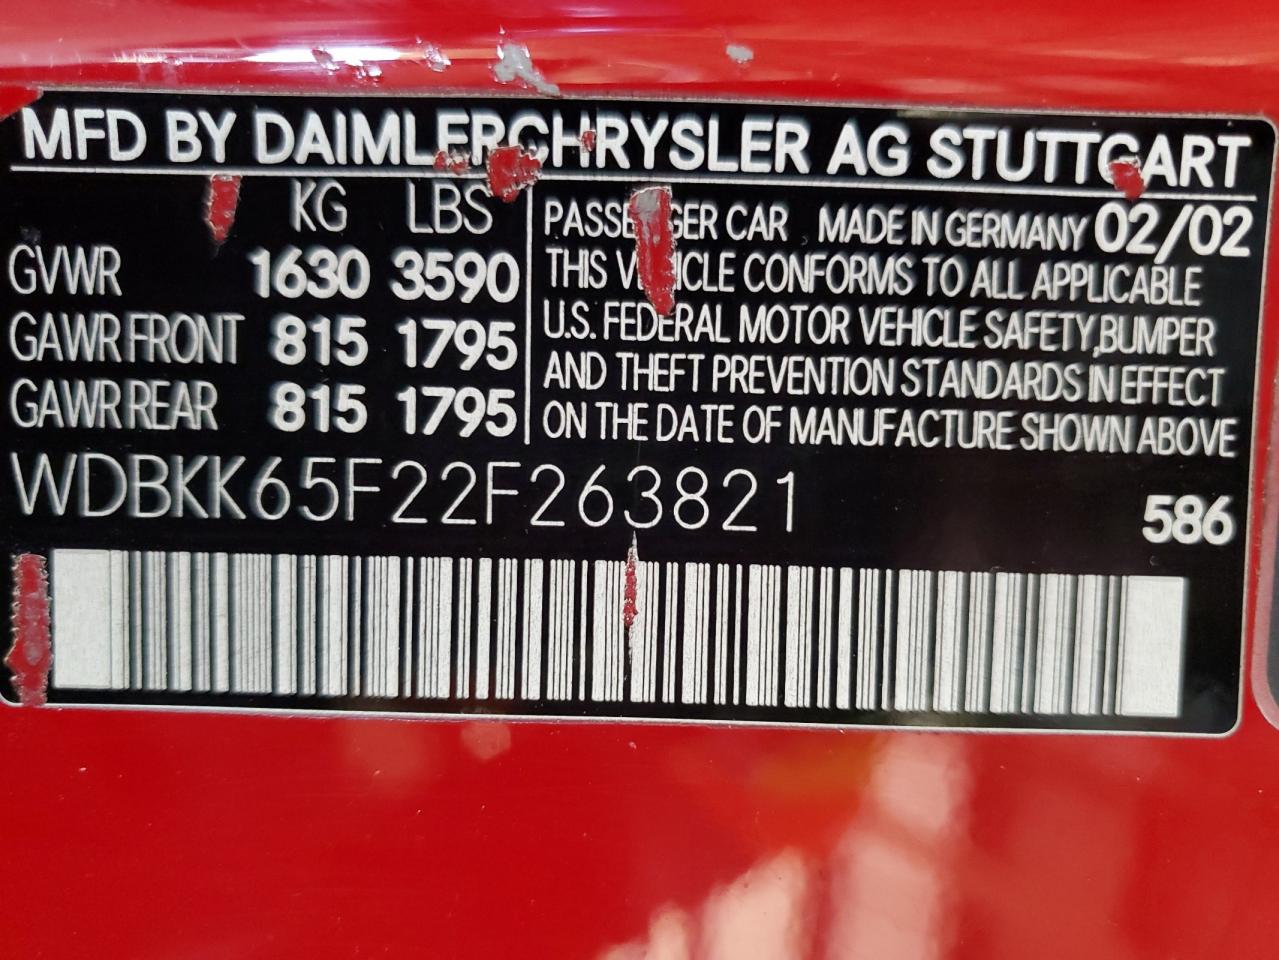 MFD BY DAIMLERCHRYSLER AG STUTTGART
KG LBS
GVWR 1630 3590
GAWR FRONT 815 1795
GAWR REAR 815 1795
PASSENGER CAR MADE IN GERMANY 02/02
THIS VEHICLE CONFORMS TO ALL APPLICABLE
U.S. FEDERAL MOTOR VEHICLE SAFETY,BUMPER
AND THEFT PREVENTION STANDARDS IN EFFECT
ON THE DATE OF MANUFACTURE SHOWN ABOVE
WDBKK65F22F263821
586